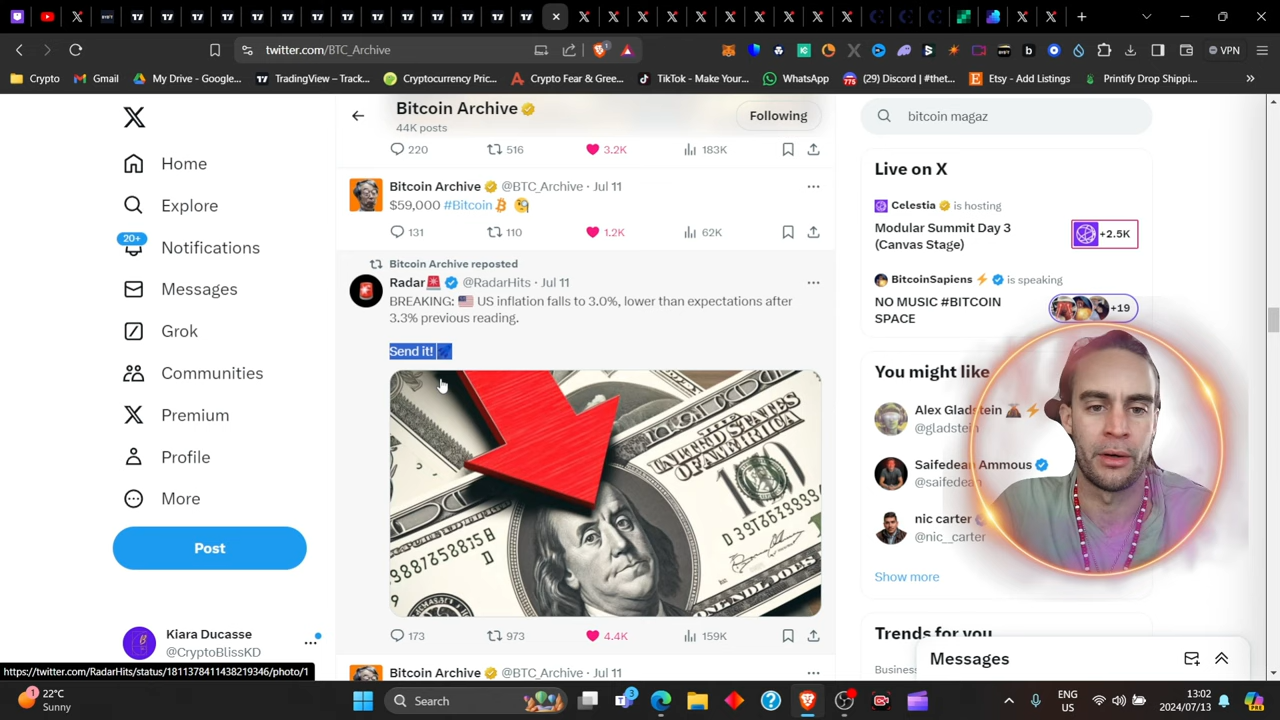 twitter.com/BTC_Archive
VPN
Crypto
Gmail
My Drive - Google...
TradingView – Track...
Cryptocurrency Pric...
Crypto Fear & Gree...
TikTok - Make Your...
WhatsApp
(29) Discord | #thet...
Etsy - Add Listings
Printify Drop Shippi...
Home
Explore
20+
Notifications
Messages
Grok
Communities
Premium
Profile
More
Post
Kiara Ducasse
@CryptoBlissKD
Bitcoin Archive
44K posts
Following
220
516
3.2K
183K
Bitcoin Archive @BTC_Archive · Jul 11
$59,000 #Bitcoin
131
110
1.2K
62K
Bitcoin Archive reposted
Radar @RadarHits · Jul 11
BREAKING: US inflation falls to 3.0%, lower than expectations after
3.3% previous reading.
Send it!
UNITED STATES
OF AMERICA
100
173
973
4.4K
159K
Bitcoin Archive @BTC_Archive · Jul 11
bitcoin magaz
Live on X
Celestia is hosting
Modular Summit Day 3
(Canvas Stage)
+2.5K
BitcoinSapiens is speaking
NO MUSIC #BITCOIN
SPACE
+19
You might like
Alex Gladstein
@gladstein
Saifedean Ammous
@saifedean
nic carter
@nic__carter
Show more
Trends for you
Business
Messages
https://twitter.com/RadarHits/status/1811378411438219346/photo/1
22°C
Sunny
Search
ENG
US
13:02
2024/07/13